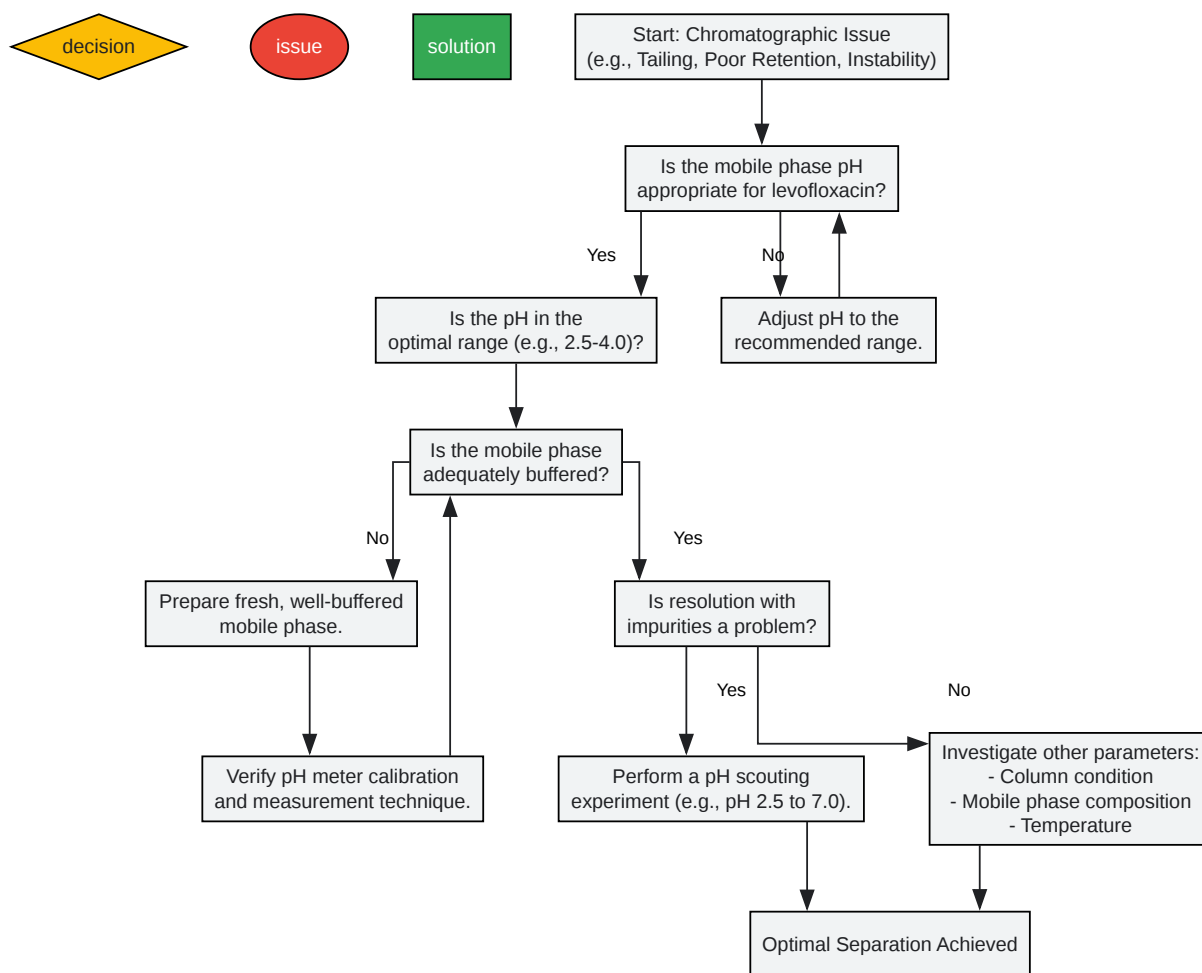 decision
issue
solution
Start: Chromatographic Issue
(e.g., Tailing, Poor Retention, Instability)
Is the mobile phase pH
appropriate for levofloxacin?
Yes
No
Is the pH in the
optimal range (e.g., 2.5-4.0)?
Adjust pH to the
recommended range.
Is the mobile phase
adequately buffered?
No
Yes
Prepare fresh, well-buffered
mobile phase.
Is resolution with
impurities a problem?
Yes
No
Verify pH meter calibration
and measurement technique.
Perform a pH scouting
experiment (e.g., pH 2.5 to 7.0).
Investigate other parameters:
- Column condition
- Mobile phase composition
- Temperature
Optimal Separation Achieved